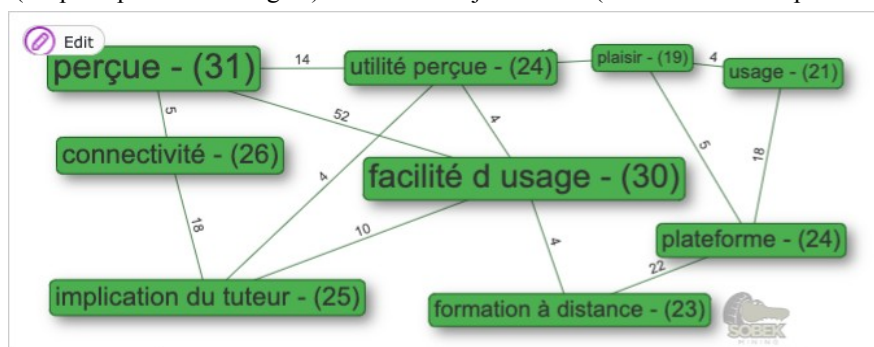 Edit
perçue - (31)
14
utilité perçue - (24)
plaisir - (19)
4
usage - (21)
5
52
4
5
18
connectivité - (26)
facilité d usage - (30)
4
18
10
4
plateforme - (24)
22
implication du tuteur - (25)
formation à distance - (23)
SOBEK
MINING